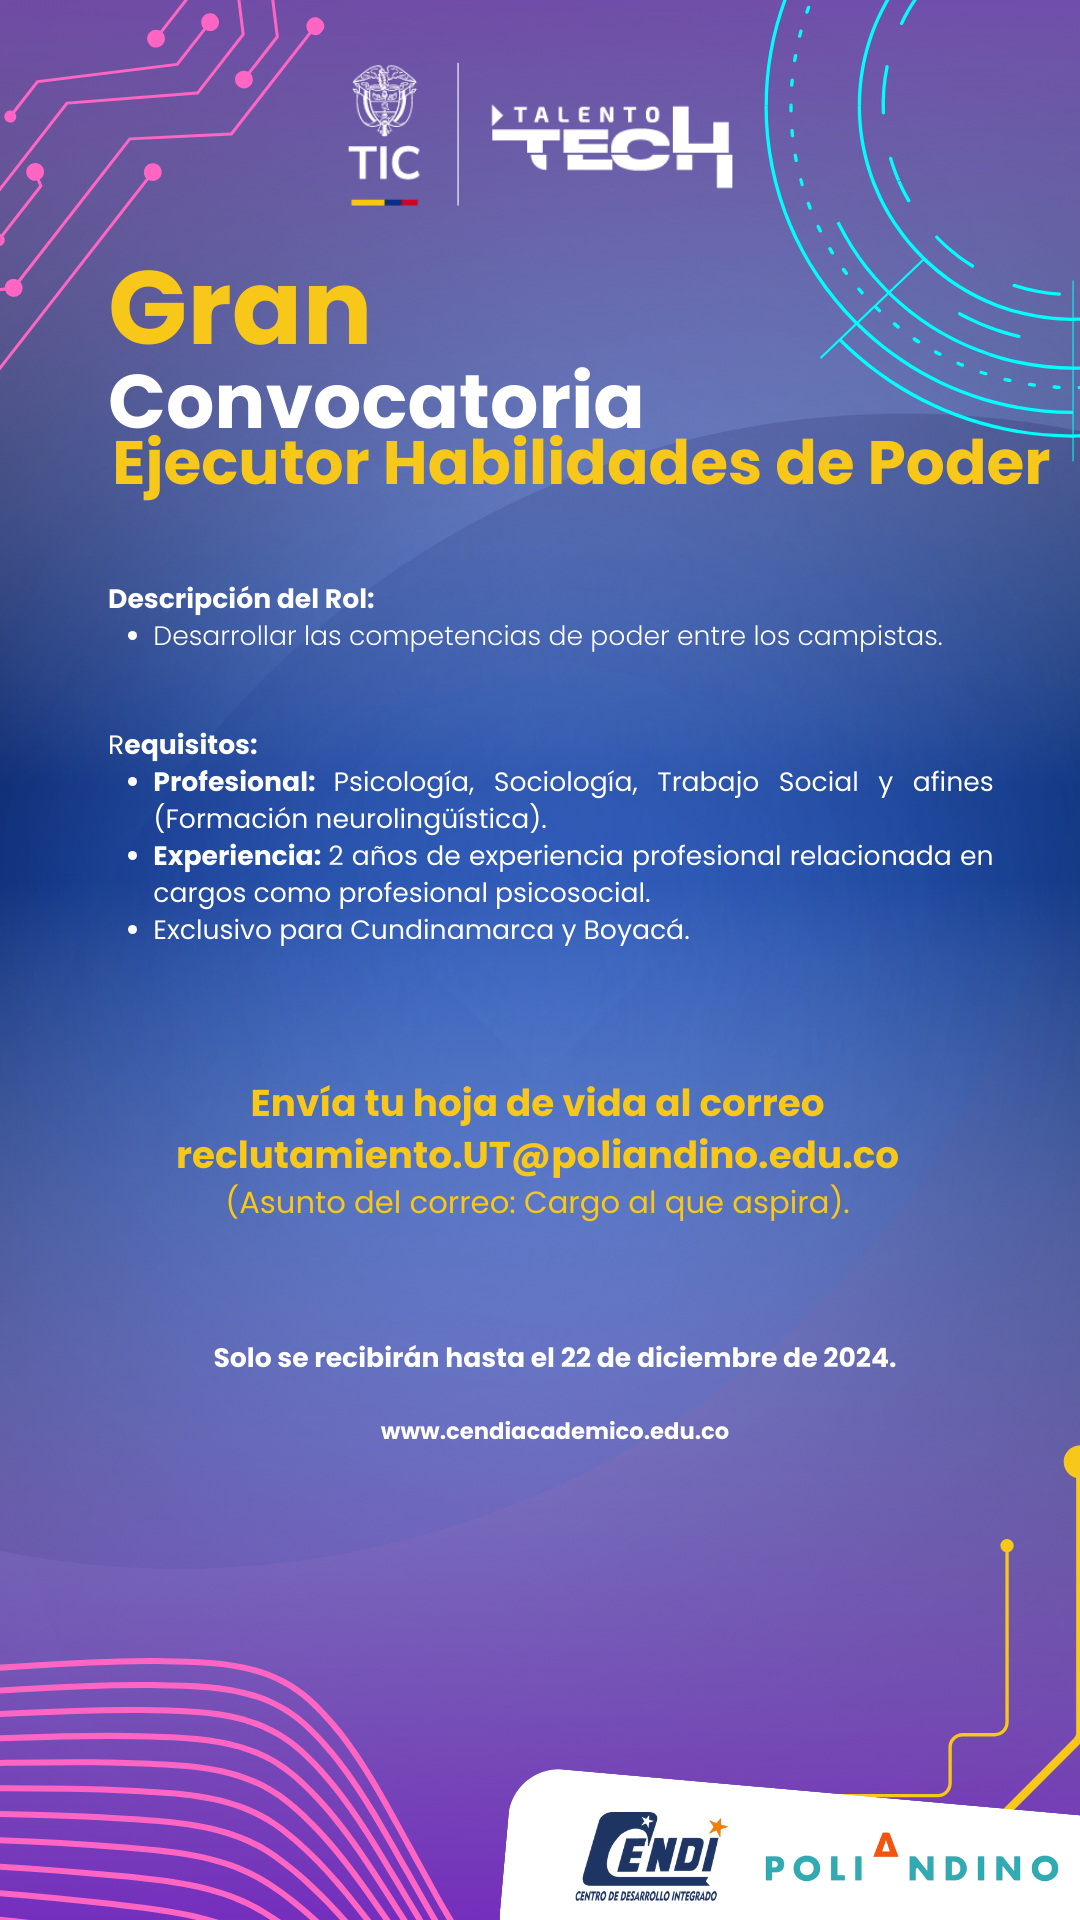 TIC
TALENTO
TECH
Gran
Convocatoria
Ejecutor Habilidades de Poder
Descripción del Rol:
• Desarrollar las competencias de poder entre los campistas.
Requisitos:
• Profesional: Psicología, Sociología, Trabajo Social y afines
(Formación neurolingüística).
• Experiencia: 2 años de experiencia profesional relacionada en
cargos como profesional psicosocial.
• Exclusivo para Cundinamarca y Boyacá.
Envía tu hoja de vida al correo
reclutamiento.UT@poliandino.edu.co
(Asunto del correo: Cargo al que aspira).
Solo se recibirán hasta el 22 de diciembre de 2024.
www.cendiacademico.edu.co
CENDI
CENTRO DE DESARROLLO INTEGRADO
POLIANDINO